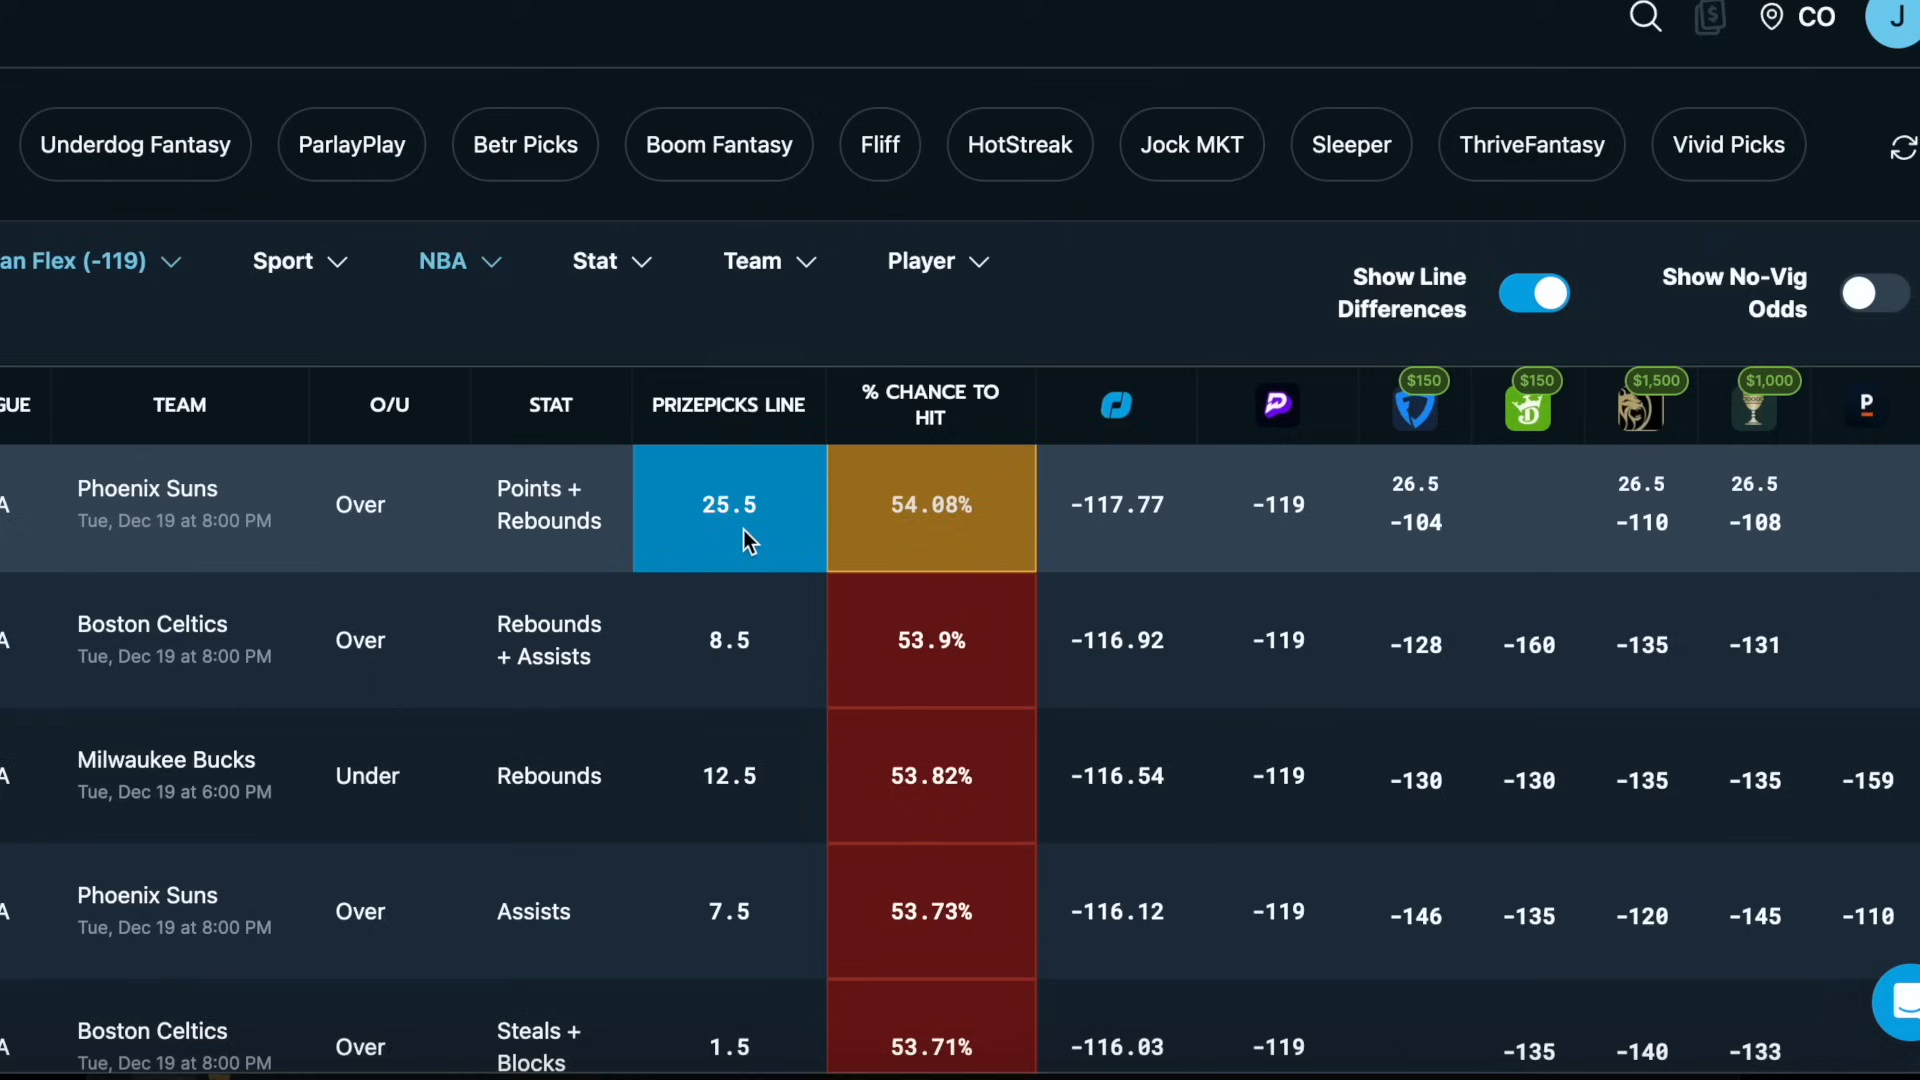 CO
J
Underdog Fantasy
ParlayPlay
Betr Picks
Boom Fantasy
Fliff
HotStreak
Jock MKT
Sleeper
ThriveFantasy
Vivid Picks
an Flex (-119)
Sport
NBA
Stat
Team
Player
Show Line
Differences
Show No-Vig
Odds
GUE
TEAM
O/U
STAT
PRIZEPICKS LINE
% CHANCE TO
HIT
$150
$150
$1,500
$1,000
P
A
Phoenix Suns
Tue, Dec 19 at 8:00 PM
Over
Points +
Rebounds
25.5
54.08%
-117.77
-119
26.5
-104
26.5
-110
26.5
-108
A
Boston Celtics
Tue, Dec 19 at 8:00 PM
Over
Rebounds
+ Assists
8.5
53.9%
-116.92
-119
-128
-160
-135
-131
A
Milwaukee Bucks
Tue, Dec 19 at 6:00 PM
Under
Rebounds
12.5
53.82%
-116.54
-119
-130
-130
-135
-135
-159
A
Phoenix Suns
Tue, Dec 19 at 8:00 PM
Over
Assists
7.5
53.73%
-116.12
-119
-146
-135
-120
-145
-110
A
Boston Celtics
Tue, Dec 19 at 8:00 PM
Over
Steals +
Blocks
1.5
53.71%
-116.03
-119
-135
-140
-133